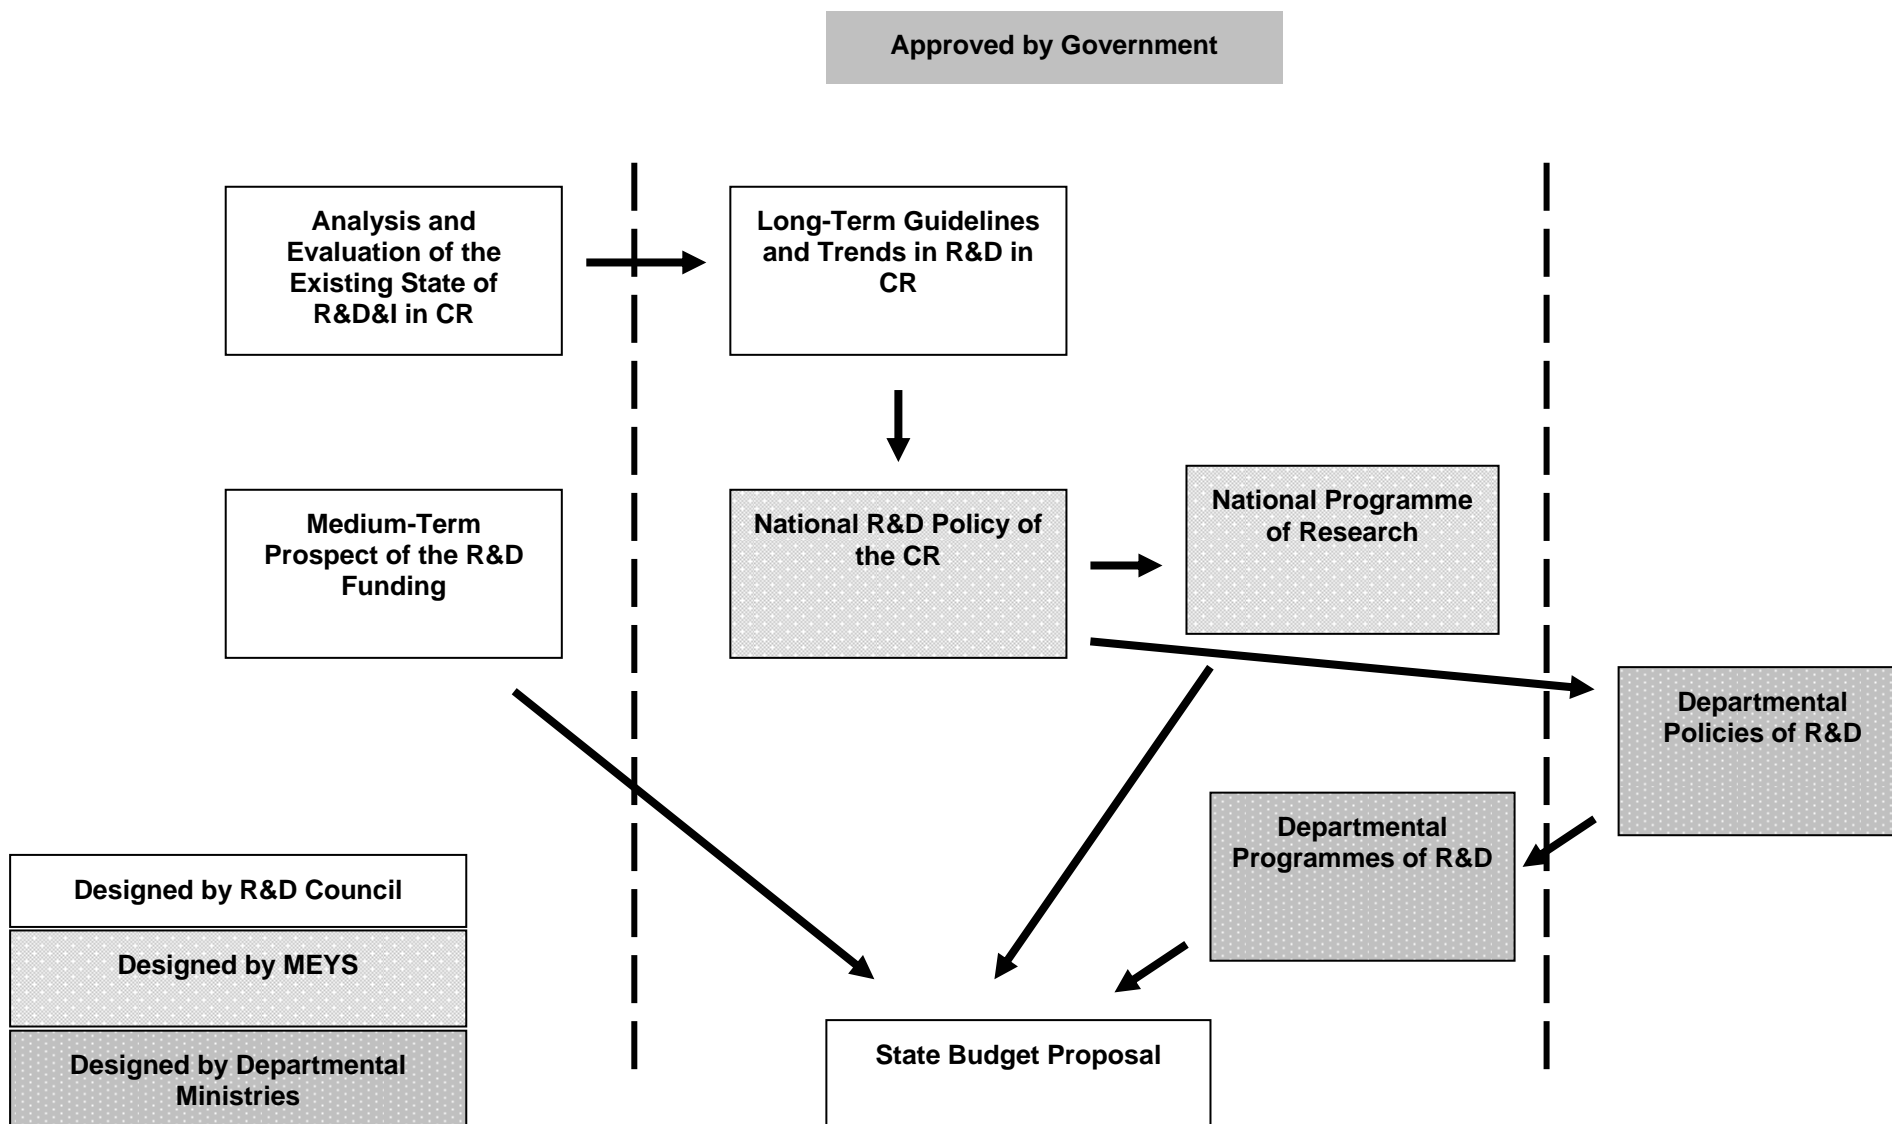 Approved by Government
Analysis and
Evaluation of the
Existing State of
R&D&I in CR
Long-Term Guidelines
and Trends in R&D in
CR
Medium-Term
Prospect of the R&D
Funding
National R&D Policy of
the CR
National Programme
of Research
Departmental
Policies of R&D
Departmental
Programmes of R&D
Designed by R&D Council
Designed by MEYS
Designed by Departmental
Ministries
State Budget Proposal